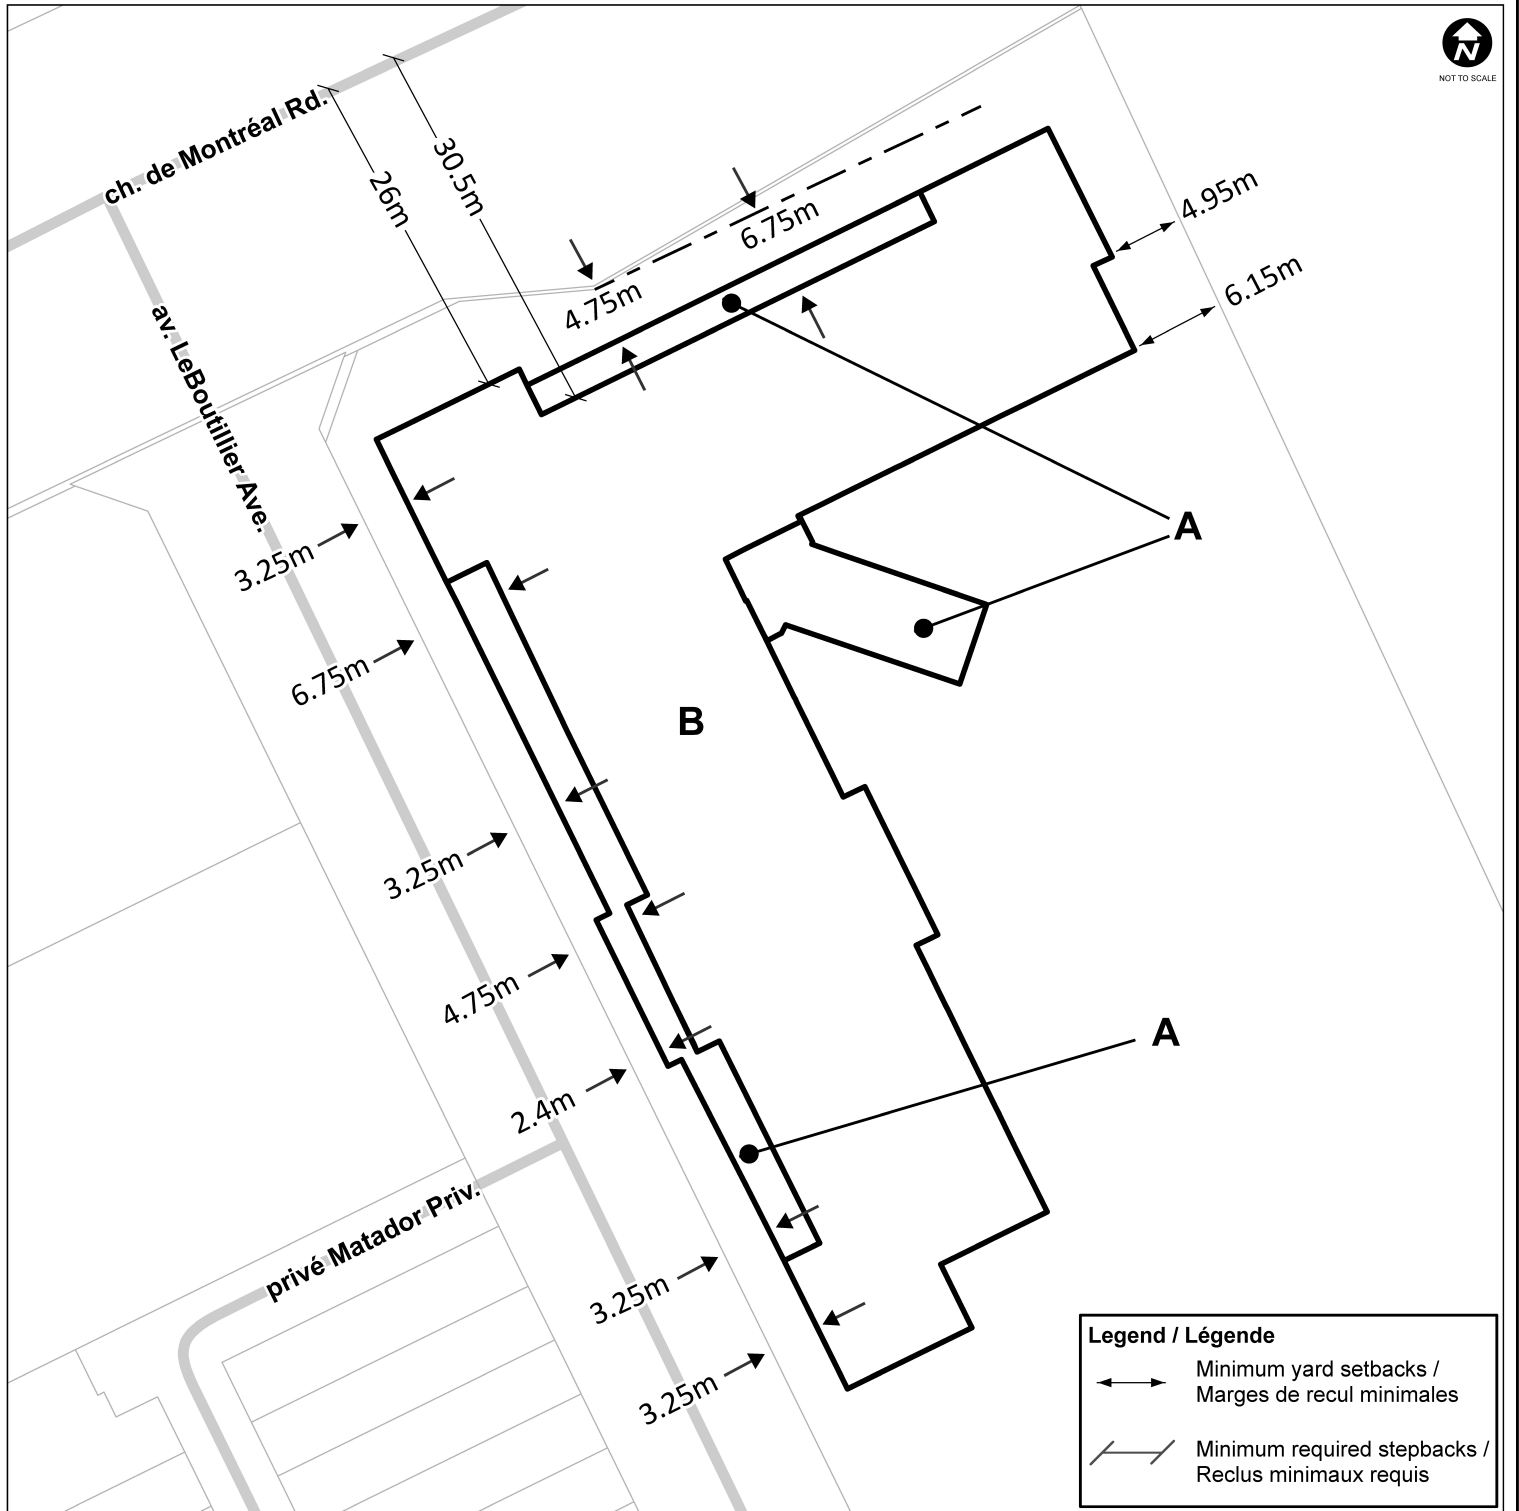 N
NOT TO SCALE
ch. de Montréal Rd.
26m
30.5m
4.95m
6.75m
6.15m
4.75m
av. LeBoutillier Ave.
A
3.25m
6.75m
B
3.25m
4.75m
A
2.4m
privé Matador Priv.
3.25m
3.25m
Legend / Légende
Minimum yard setbacks /
Marges de recul minimales
Minimum required stepbacks /
Reclus minimaux requis